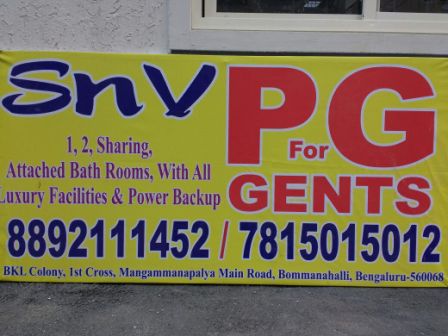 SnV PG
For
GENTS
1, 2, Sharing,
Attached Bath Rooms, With All
Luxury Facilities & Power Backup
8892111452 / 7815015012
BKL Colony, 1st Cross, Mangammanapalya Main Road, Bommanahalli, Bengaluru-560068